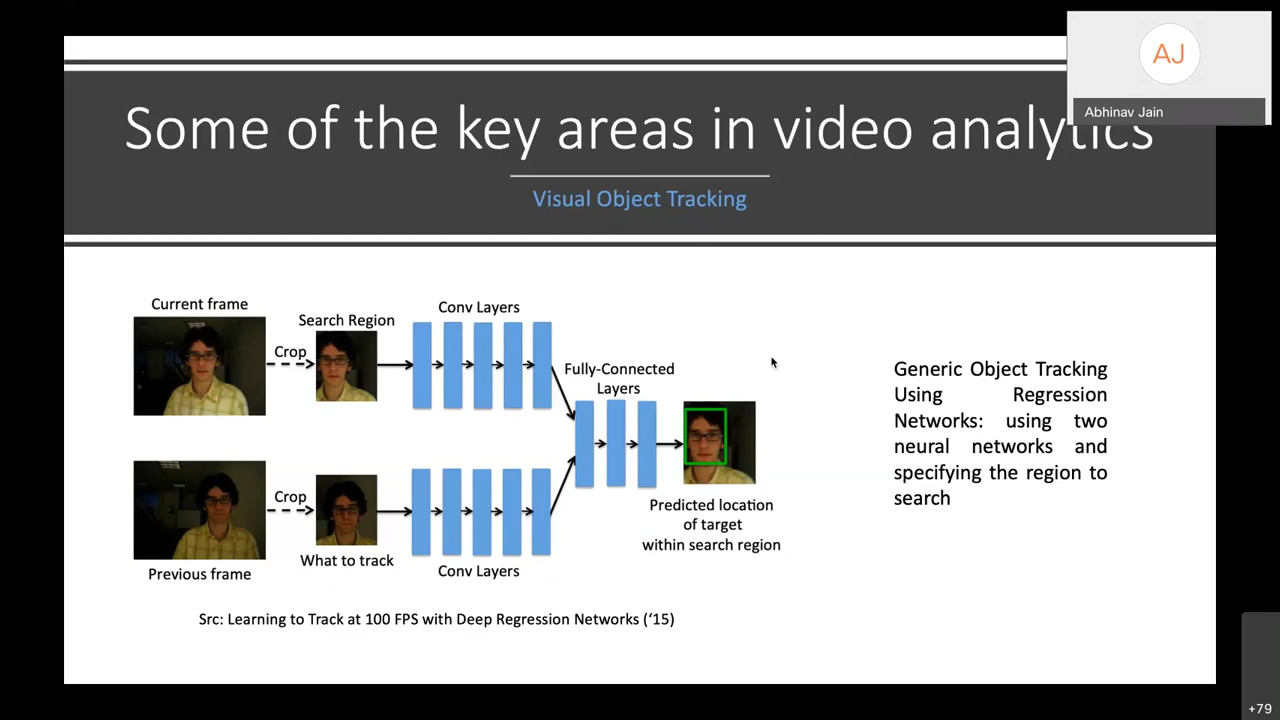 AJ
Abhinav Jain
Some of the key areas in video analytics
Visual Object Tracking
Current frame
Crop
Search Region
Conv Layers
Fully-Connected
Layers
Previous frame
Crop
What to track
Conv Layers
Predicted location
of target
within search region
Generic Object Tracking
Using Regression
Networks: using two
neural networks and
specifying the region to
search
Src: Learning to Track at 100 FPS with Deep Regression Networks (‘15)
+79